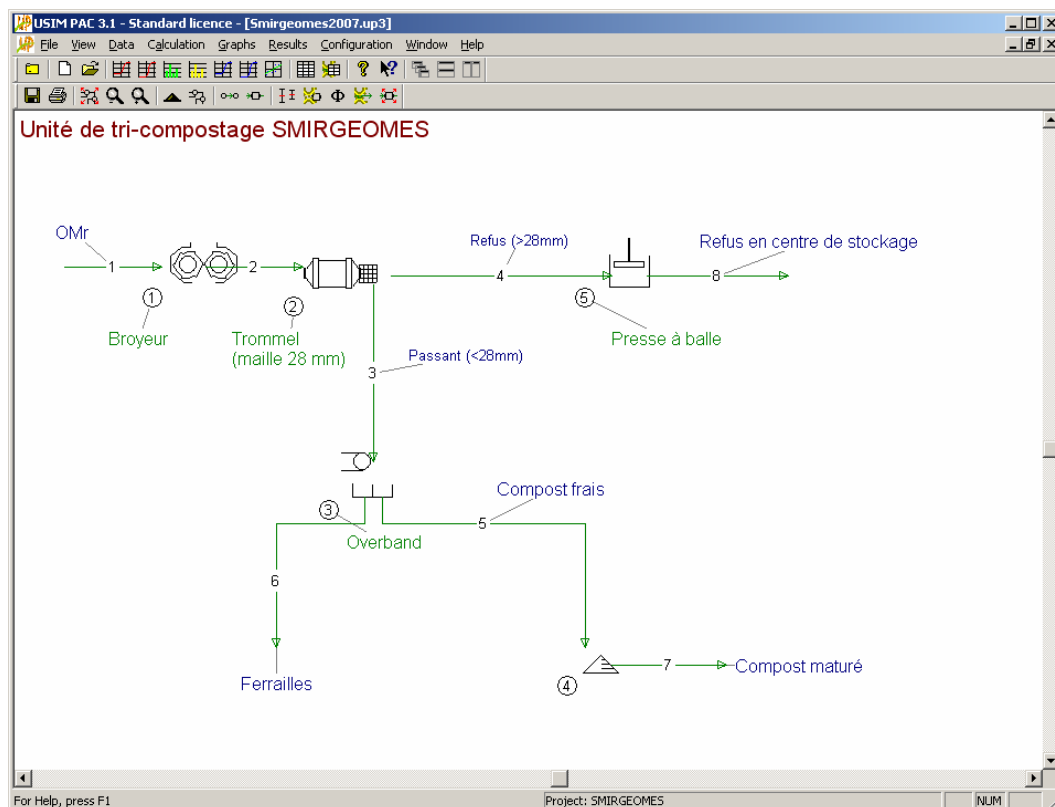 USIM PAC 3.1 - Standard licence - [Smirgeomes2007.up3]
File View Data Calculation Graphs Results Configuration Window Help
Unité de tri-compostage SMIRGEOMES
OMr
Refus (>28mm)
Refus en centre de stockage
1
2
4
8
1
2
5
Broyeur
Trommel
(maille 28 mm)
Presse à balle
Passant (<28mm)
3
Compost frais
3
5
Overband
6
7
Compost maturé
Ferrailles
4
For Help, press F1
Project: SMIRGEOMES
NUM